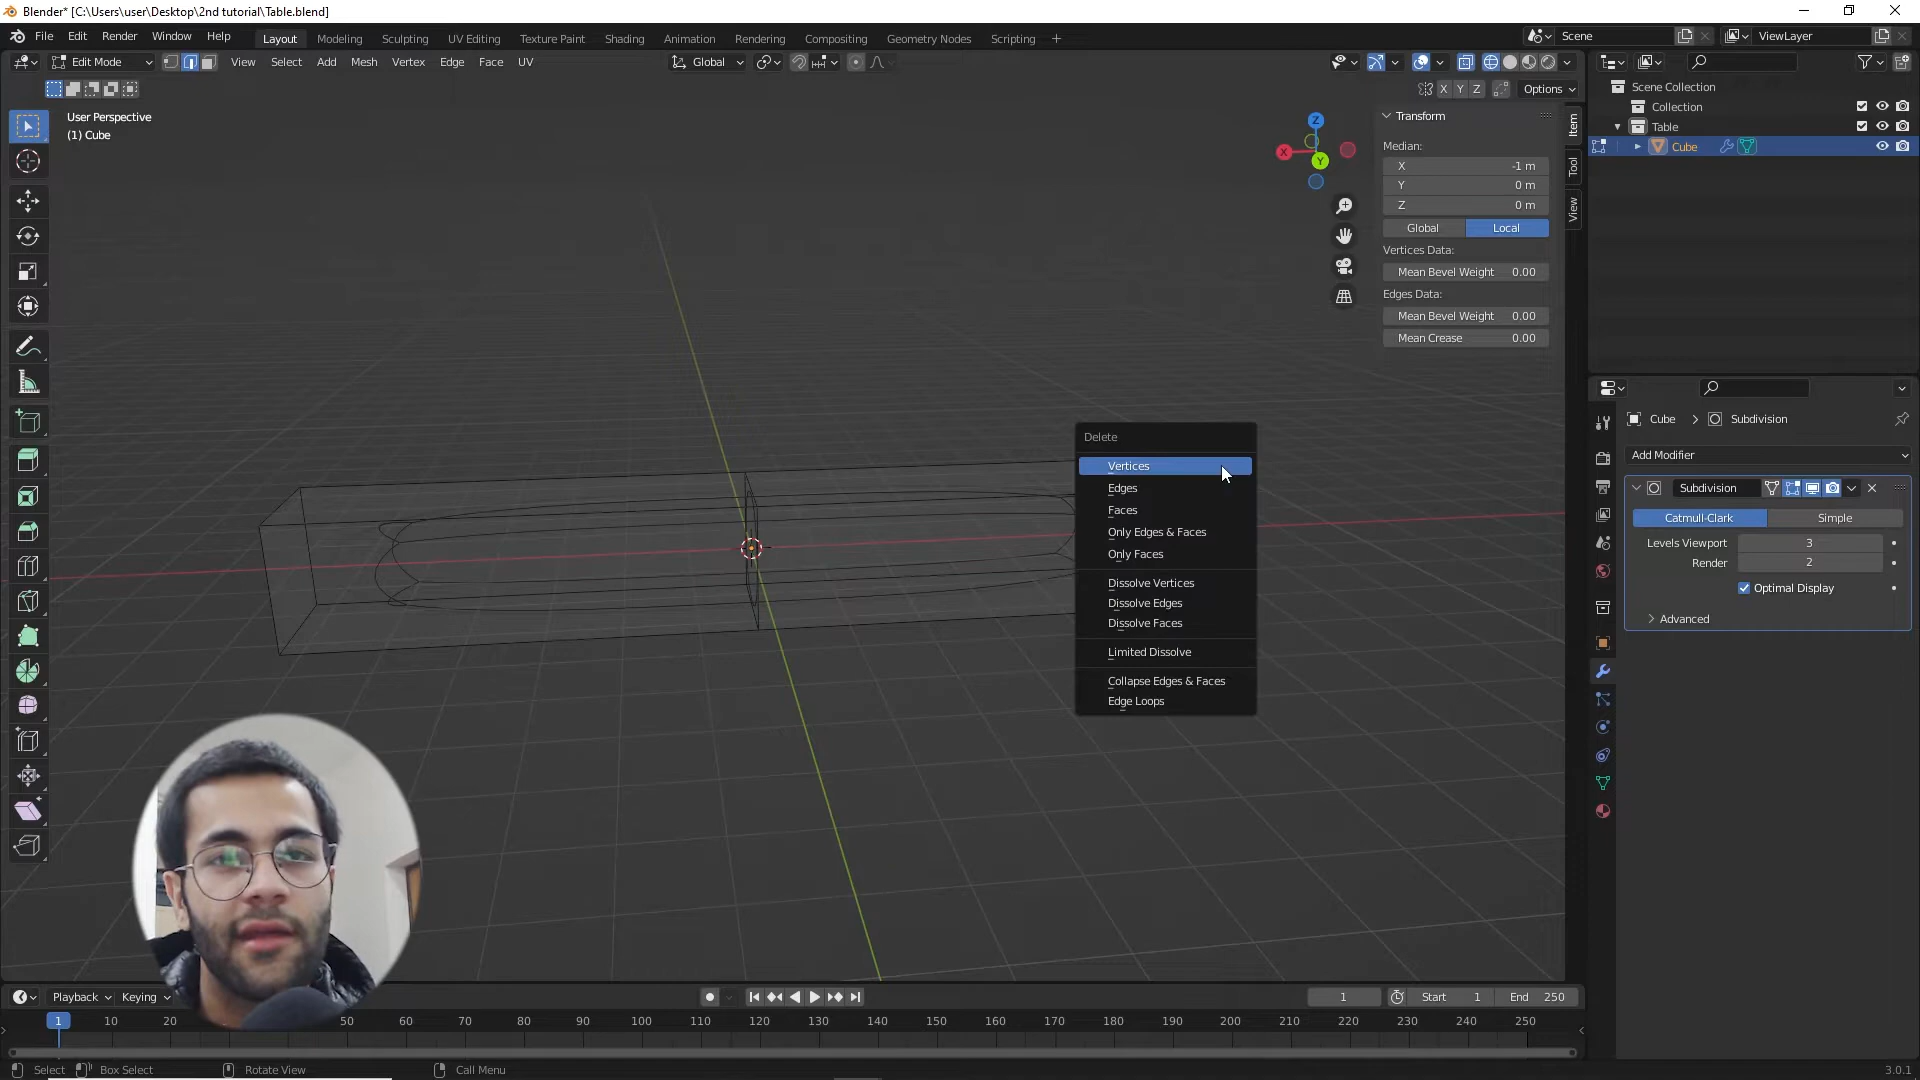 Blender* [C:\Users\user\Desktop\2nd tutorial\Table.blend]
File Edit Render Window Help Layout Modeling Sculpting UV Editing Texture Paint Shading Animation Rendering Compositing Geometry Nodes Scripting + Scene ViewLayer
Edit Mode View Select Add Mesh Vertex Edge Face UV Global
X Y Z Options
User Perspective
(1) Cube
Z
X
Y
Transform
Median:
X -1 m
Y 0 m
Z 0 m
Global Local
Vertices Data:
Mean Bevel Weight 0.00
Edges Data:
Mean Bevel Weight 0.00
Mean Crease 0.00
Item
Tool
View
Scene Collection
Collection
Table
Cube
Cube > Subdivision
Add Modifier
Subdivision
Catmull-Clark Simple
Levels Viewport 3
Render 2
Optimal Display
Advanced
Delete
Vertices
Edges
Faces
Only Edges & Faces
Only Faces
Dissolve Vertices
Dissolve Edges
Dissolve Faces
Limited Dissolve
Collapse Edges & Faces
Edge Loops
Playback Keying 1 Start 1 End 250
1 10 20 50 60 70 80 90 100 110 120 130 140 150 160 170 180 190 200 210 220 230 240 250
Select Box Select Rotate View Call Menu 3.0.1